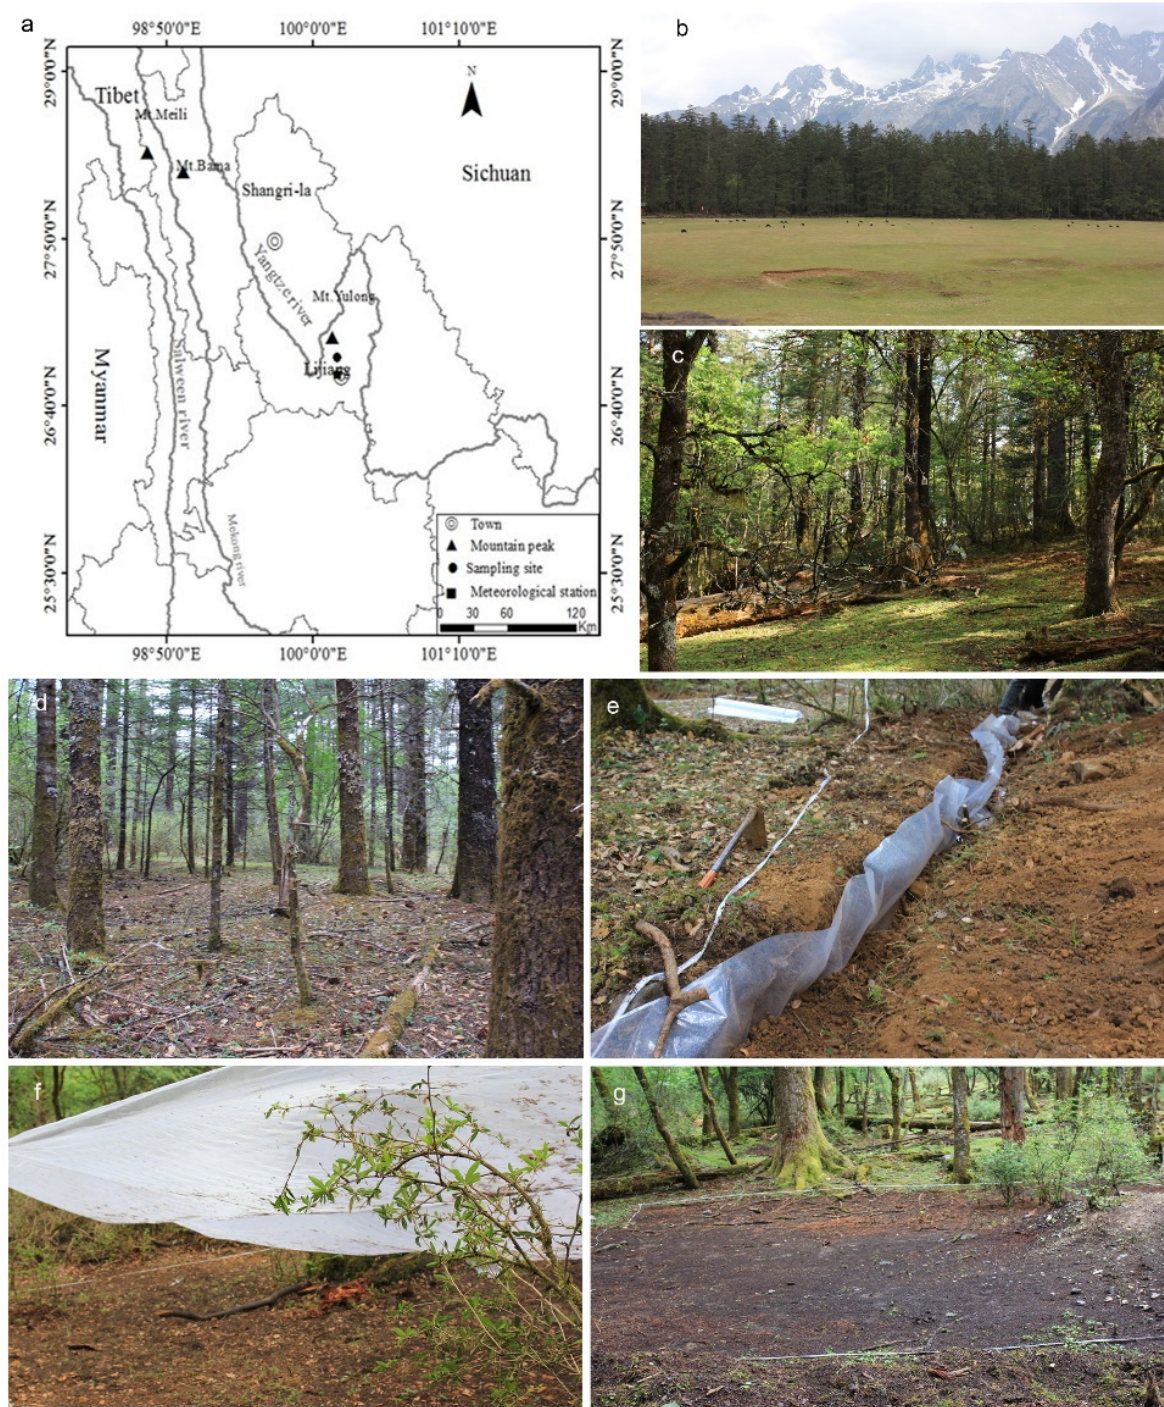 a
98°50'0"E 100°0'0"E 101°10'0"E
29°0'0"N
27°50'0"N
26°40'0"N
25°30'0"N
29°0'0"N
27°50'0"N
26°40'0"N
25°30'0"N
N
Tibet
Mt.Meili
Mt.Bama
Sichuan
Shangri-la
Yangtze river
Mt.Yulong
Lijiang
Myanmar
Salween river
Mokong river
Town
Mountain peak
Sampling site
Meteorological station
0 30 60 120
Km
98°50'0"E 100°0'0"E 101°10'0"E
b
c
d
e
f
g